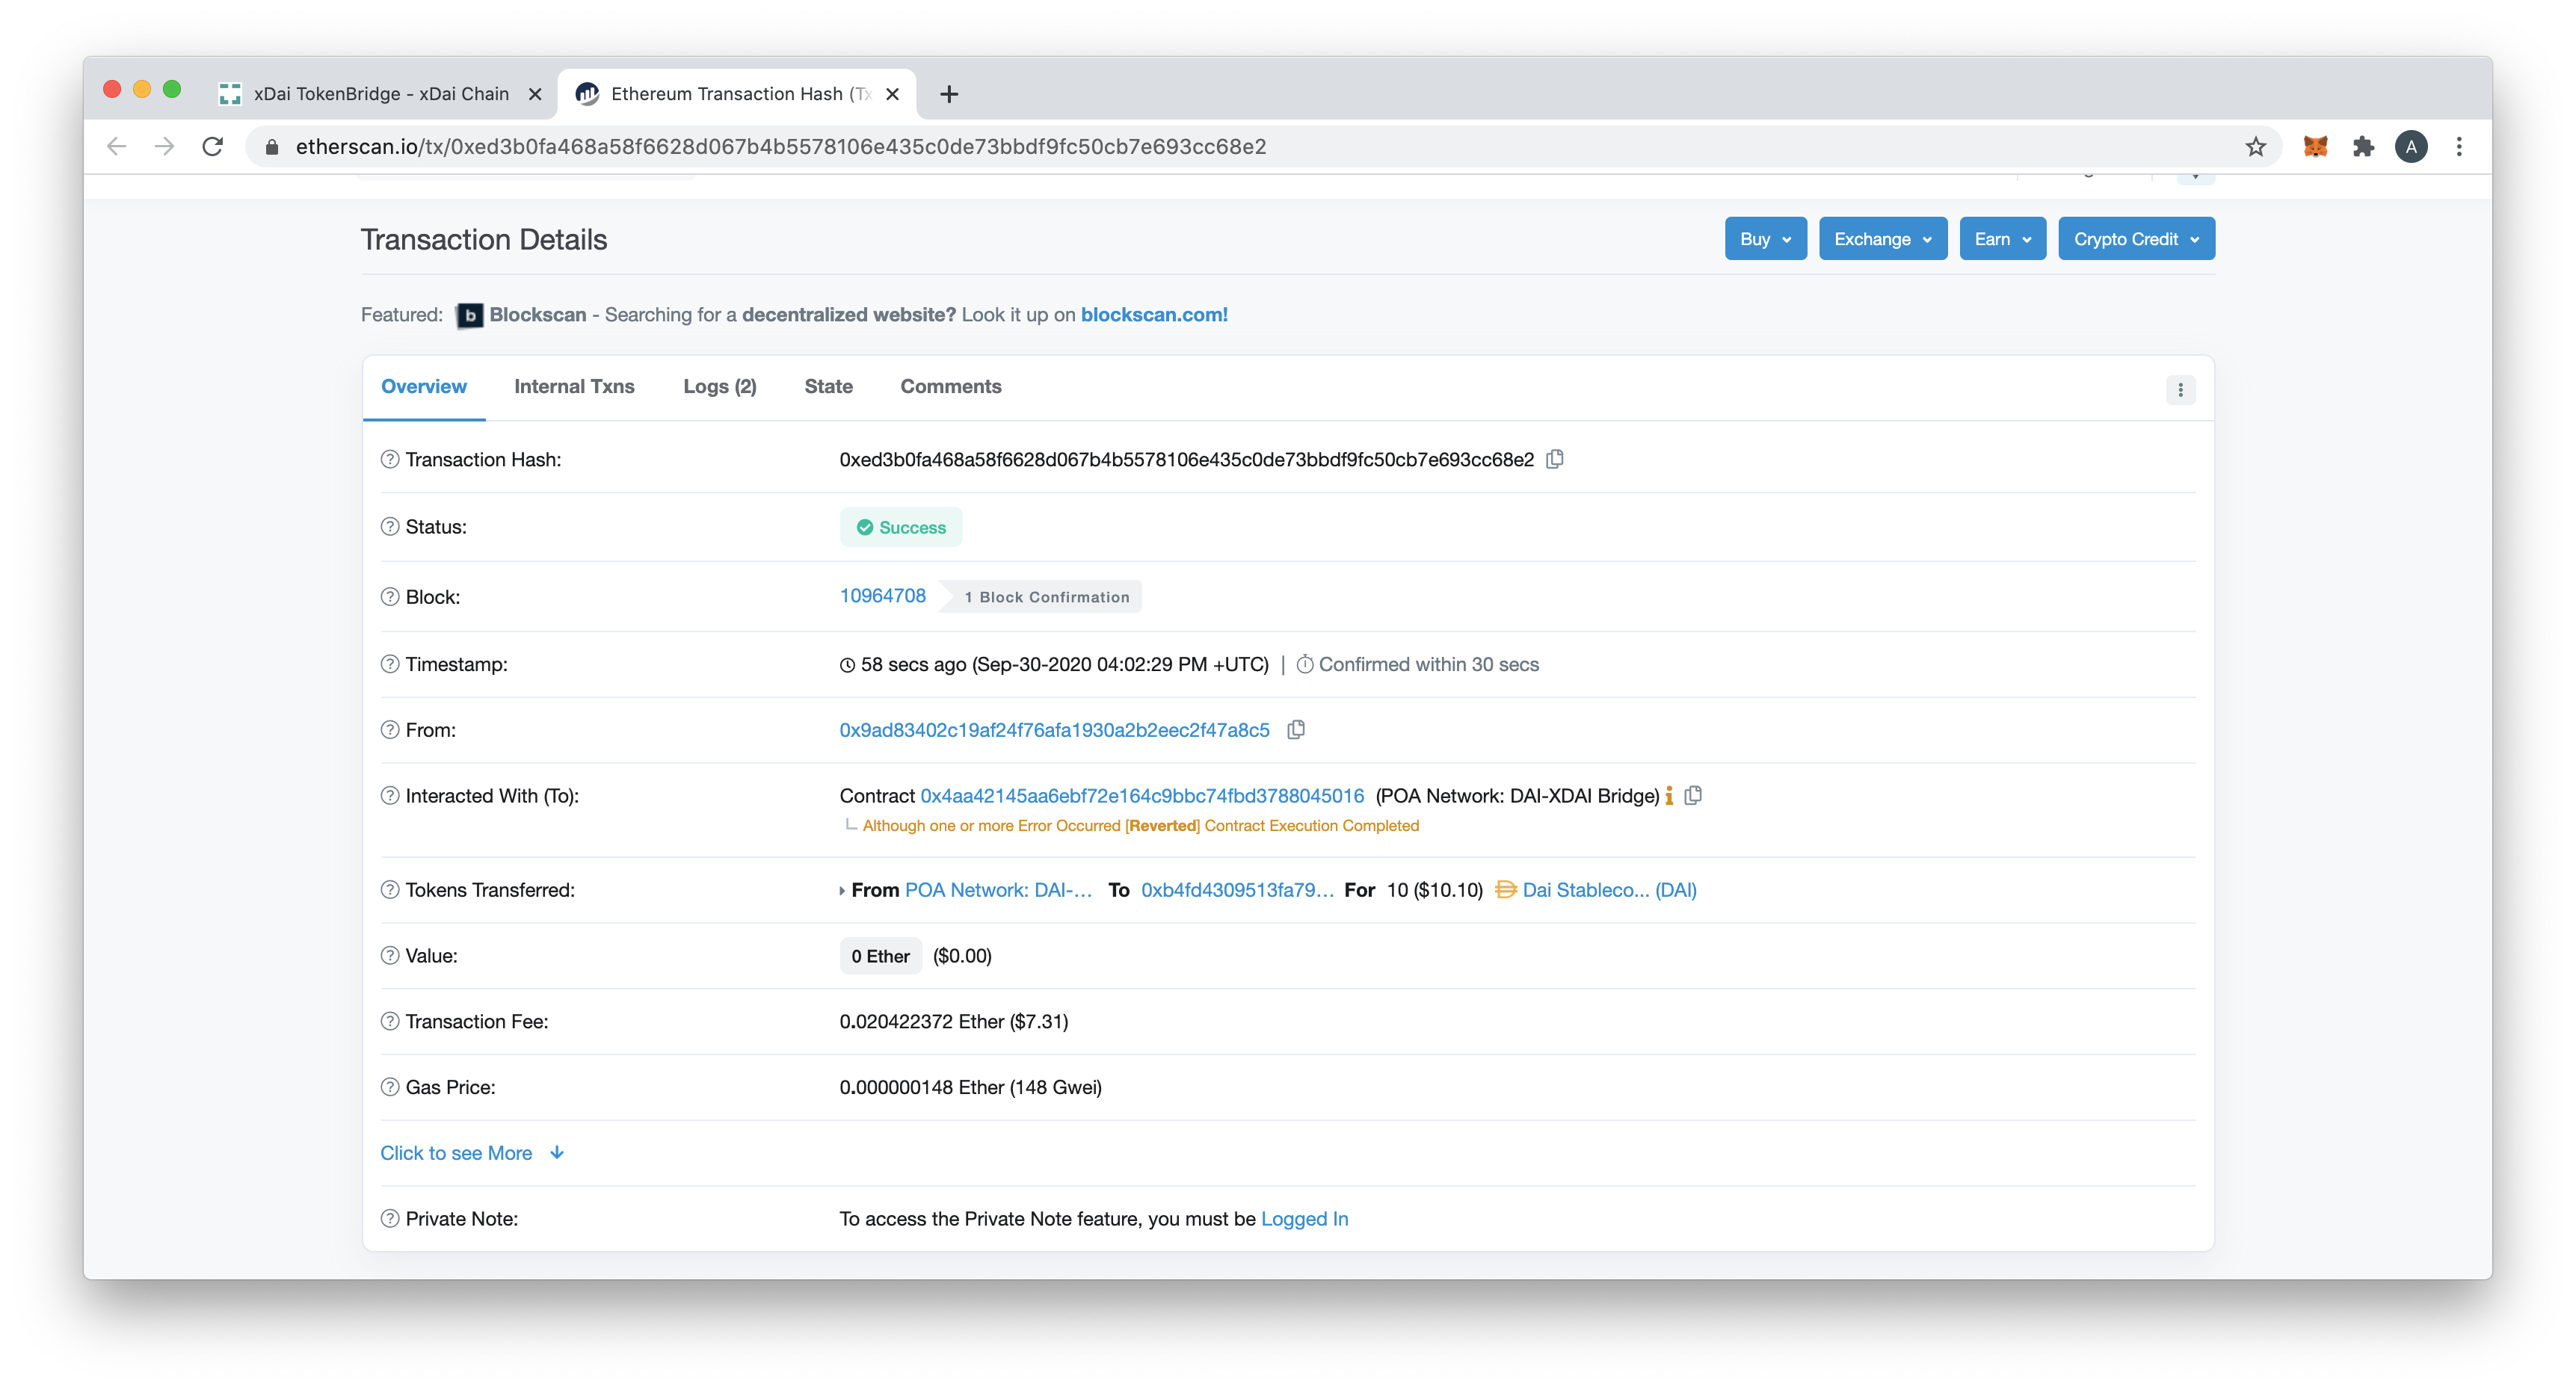 xDai TokenBridge - xDai Chain
Ethereum Transaction Hash (Tx
etherscan.io/tx/0xed3b0fa468a58f6628d067b4b5578106e435c0de73bbdf9fc50cb7e693cc68e2
A
Transaction Details
Buy
Exchange
Earn
Crypto Credit
Featured: b Blockscan - Searching for a decentralized website? Look it up on blockscan.com!
Overview
Internal Txns
Logs (2)
State
Comments
Transaction Hash: 0xed3b0fa468a58f6628d067b4b5578106e435c0de73bbdf9fc50cb7e693cc68e2
Status: Success
Block: 10964708 1 Block Confirmation
Timestamp: 58 secs ago (Sep-30-2020 04:02:29 PM +UTC) | Confirmed within 30 secs
From: 0x9ad83402c19af24f76afa1930a2b2eec2f47a8c5
Interacted With (To): Contract 0x4aa42145aa6ebf72e164c9bbc74fbd3788045016 (POA Network: DAI-XDAI Bridge)
Although one or more Error Occurred [Reverted] Contract Execution Completed
Tokens Transferred: From POA Network: DAI-... To 0xb4fd4309513fa79... For 10 ($10.10) Dai Stableco... (DAI)
Value: 0 Ether ($0.00)
Transaction Fee: 0.020422372 Ether ($7.31)
Gas Price: 0.000000148 Ether (148 Gwei)
Click to see More
Private Note: To access the Private Note feature, you must be Logged In